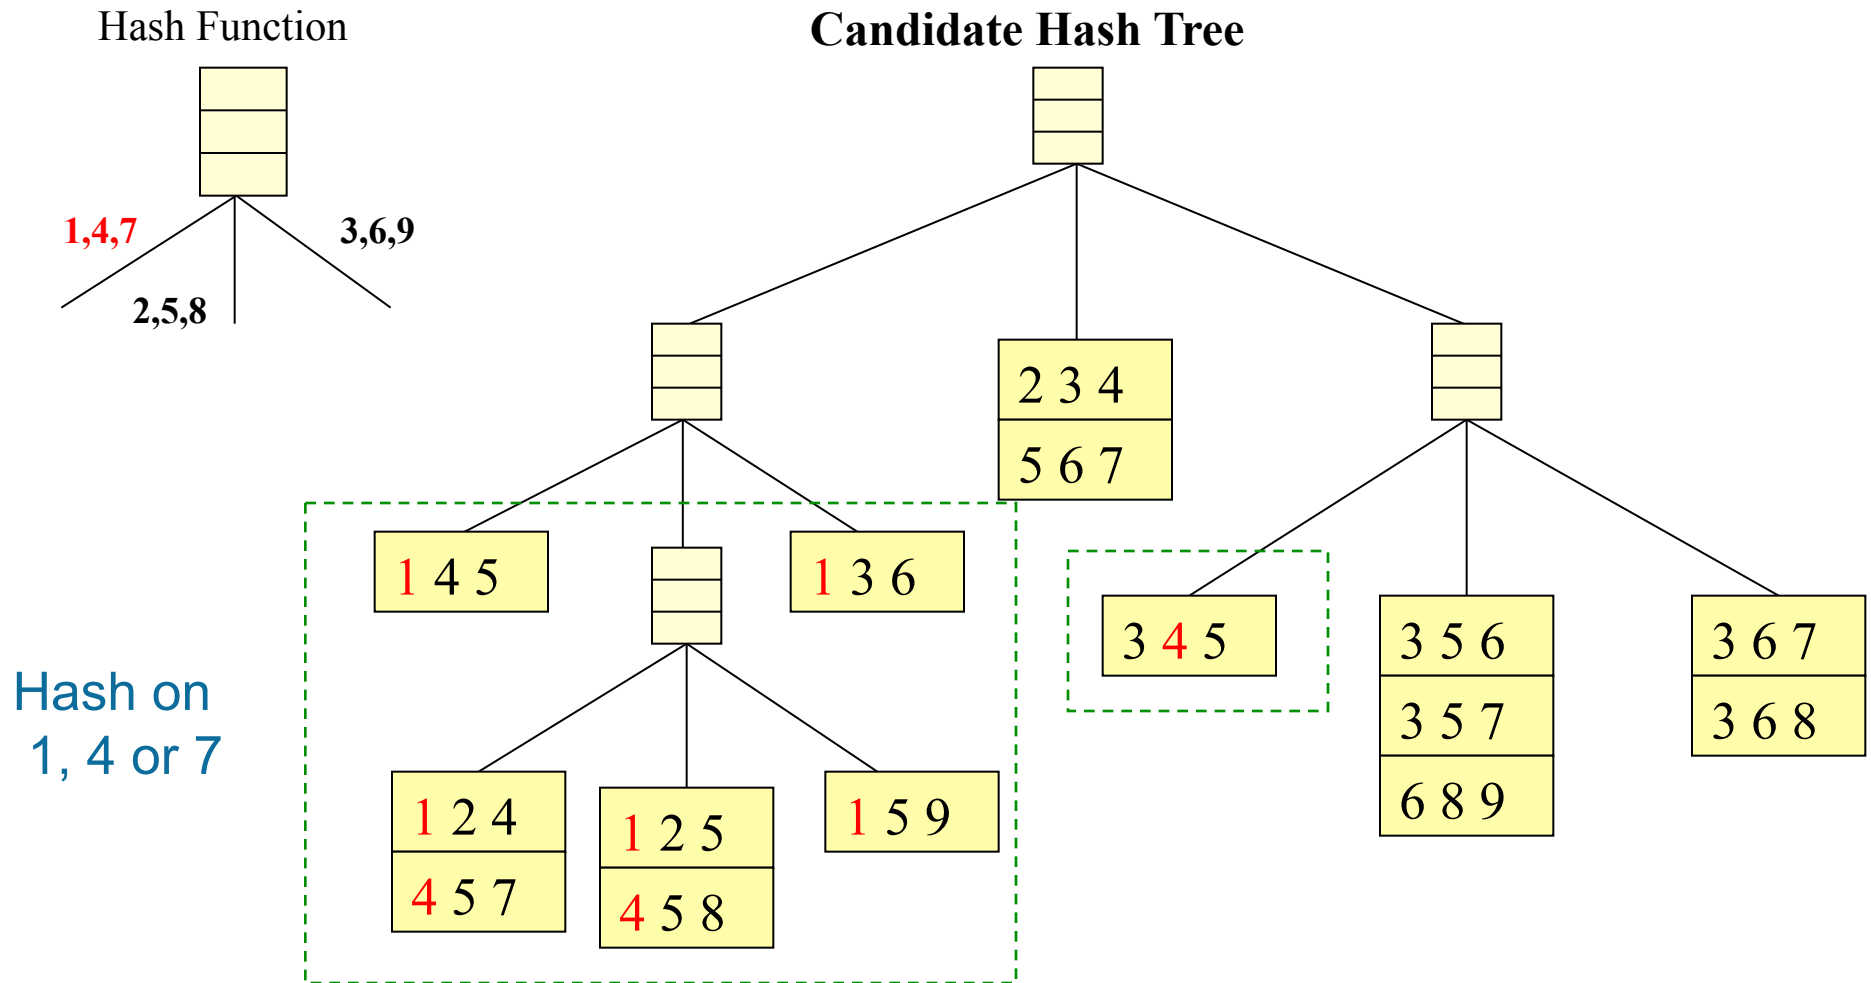 Hash Function
Candidate Hash Tree
1,4,7
3,6,9
2,5,8
2 3 4
5 6 7
1 4 5
1 3 6
3 4 5
3 5 6
3 6 7
3 5 7
3 6 8
6 8 9
Hash on
1, 4 or 7
1 2 4
1 2 5
1 5 9
4 5 7
4 5 8